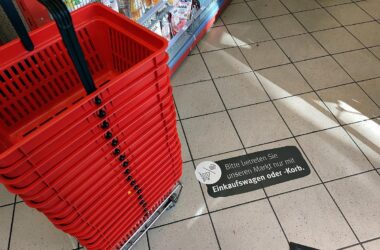 Bitte betreten Sie
unseren Markt nur mit
Einkaufswagen oder -Korb.